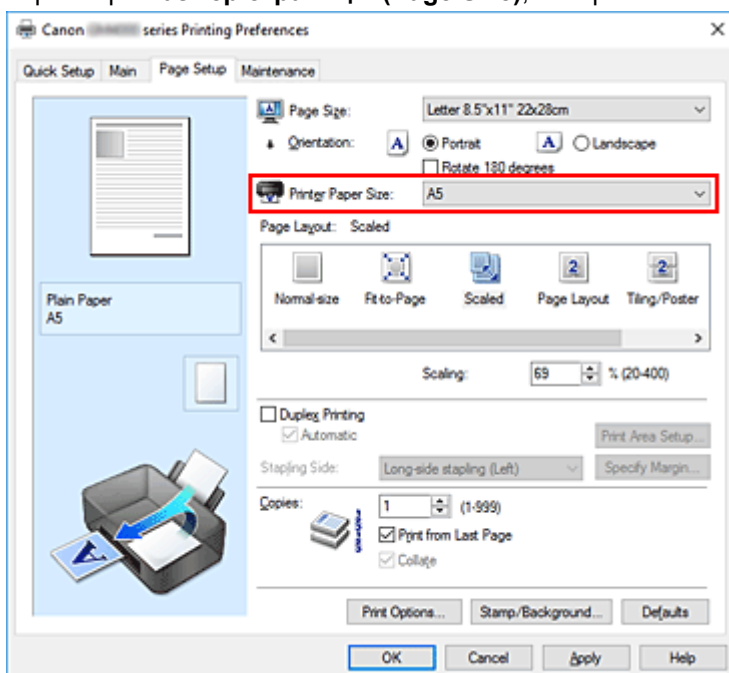 (Page Size),
Canon series Printing Preferences
Quick Setup Main Page Setup Maintenance
Page Size: Letter 8.5"x11" 22x28cm
Orientation: A Portrait A Landscape
Rotate 180 degrees
Printer Paper Size: A5
Page Layout: Scaled
Normal-size Fit-to-Page Scaled Page Layout Tiling/Poster
Plain Paper
A5
Scaling: 69 % (20-400)
Duplex Printing
Automatic
Print Area Setup...
Stapling Side: Long-side stapling (Left) Specify Margin...
Copies: 1 (1-999)
Print from Last Page
Collate
Print Options... Stamp/Background... Defaults
OK Cancel Apply Help